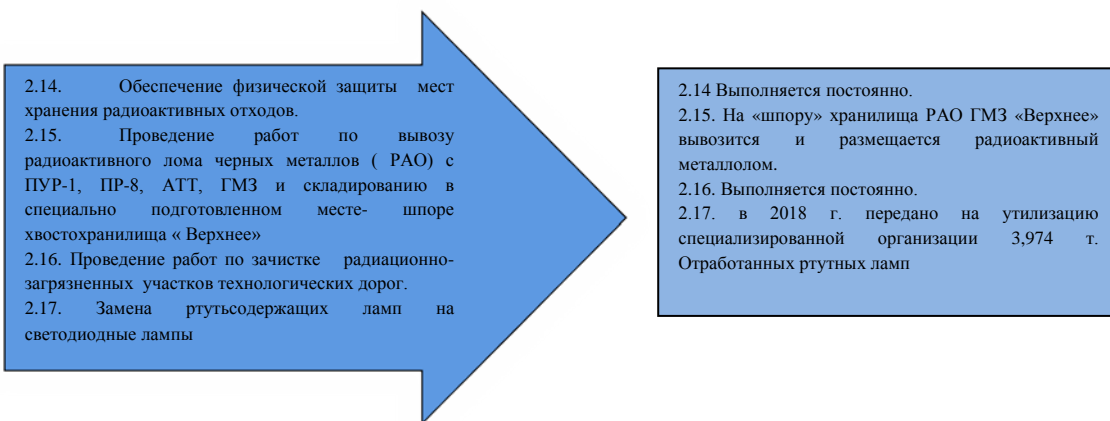 2.14. Обеспечение физической защиты мест
хранения радиоактивных отходов.
2.15. Проведение работ по вывозу
радиоактивного лома черных металлов ( РАО) с
ПУР-1, ПР-8, АТТ, ГМЗ и складированию в
специально подготовленном месте- шпоре
хвостохранилища « Верхнее»
2.16. Проведение работ по зачистке радиационно-
загрязненных участков технологических дорог.
2.17. Замена ртутьсодержащих ламп на
светодиодные лампы
2.14 Выполняется постоянно.
2.15. На «шпору» хранилища РАО ГМЗ «Верхнее»
вывозится и размещается радиоактивный
металлолом.
2.16. Выполняется постоянно.
2.17. в 2018 г. передано на утилизацию
специализированной организации 3,974 т.
Отработанных ртутных ламп